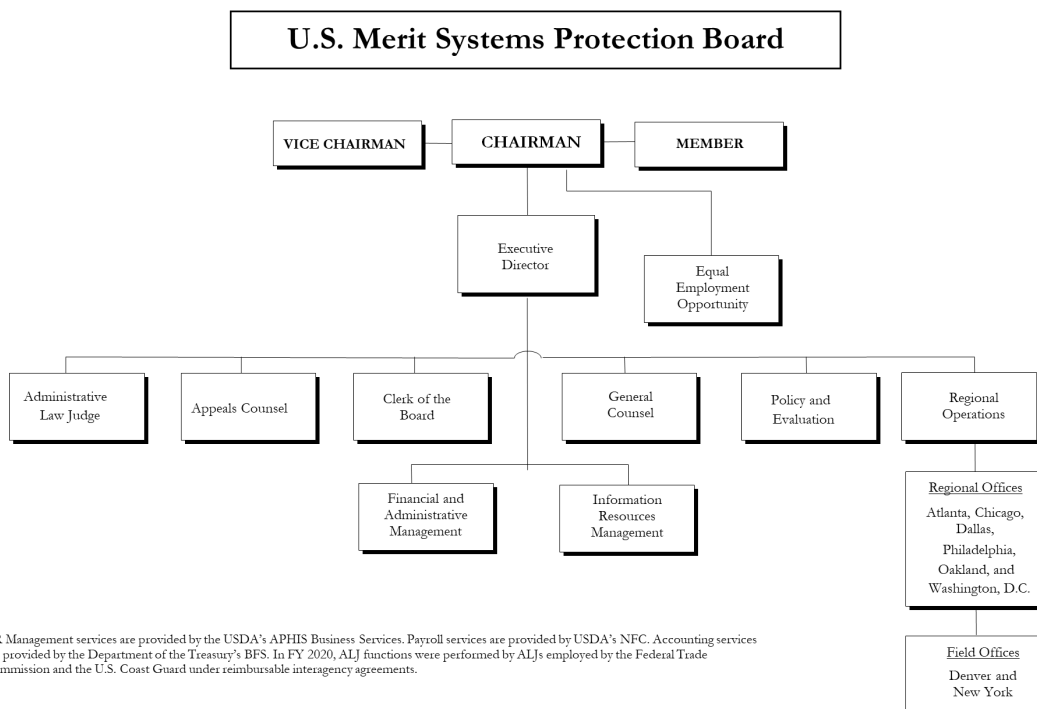 U.S. Merit Systems Protection Board
VICE CHAIRMAN
CHAIRMAN
MEMBER
Executive
Director
Equal
Employment
Opportunity
Administrative
Law Judge
Appeals Counsel
Clerk of the
Board
General
Counsel
Policy and
Evaluation
Regional
Operations
Financial and
Administrative
Management
Information
Resources
Management
Regional Offices
Atlanta, Chicago,
Dallas,
Philadelphia,
Oakland, and
Washington, D.C.
Field Offices
Denver and
New York
Management services are provided by the USDA's APHIS Business Services. Payroll services are provided by USDA's NFC. Accounting services
provided by the Department of the Treasury's BFS. In FY 2020, ALJ functions were performed by ALJs employed by the Federal Trade
and the U.S. Coast Guard under reimbursable interagency agreements.